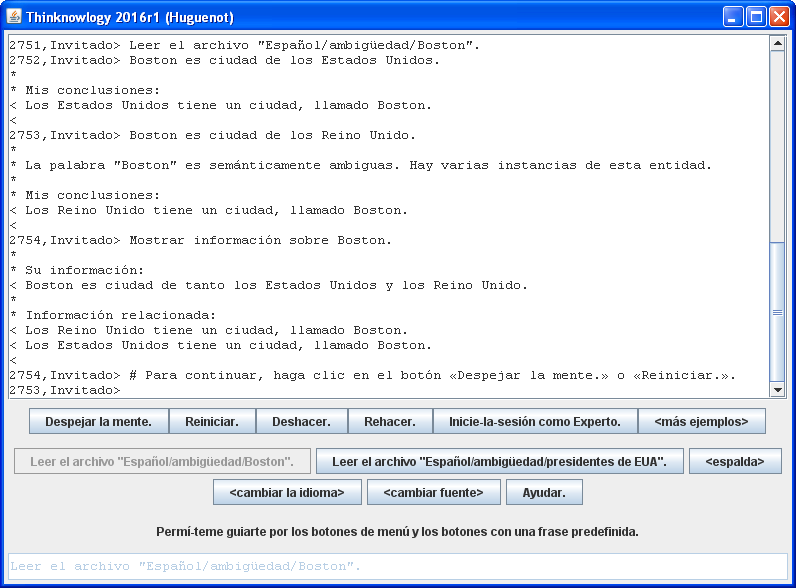 Thinknowlogy 2016r1 (Huguenot)
2751,Invitado> Leer el archivo "Español/ambigüedad/Boston".
2752,Invitado> Boston es ciudad de los Estados Unidos.
*
* Mis conclusiones:
< Los Estados Unidos tiene un ciudad, llamado Boston.
<
2753,Invitado> Boston es ciudad de los Reino Unido.
*
* La palabra "Boston" es semánticamente ambiguas. Hay varias instancias de esta entidad.
*
* Mis conclusiones:
< Los Reino Unido tiene un ciudad, llamado Boston.
<
2754,Invitado> Mostrar información sobre Boston.
*
* Su información:
< Boston es ciudad de tanto los Estados Unidos y los Reino Unido.
*
* Información relacionada:
< Los Reino Unido tiene un ciudad, llamado Boston.
< Los Estados Unidos tiene un ciudad, llamado Boston.
<
2754,Invitado> # Para continuar, haga clic en el botón «Despejar la mente.» o «Reiniciar.».
2753,Invitado>
Despejar la mente. Reiniciar. Deshacer. Rehacer. Inicie-la-sesión como Experto. <más ejemplos>
Leer el archivo "Español/ambigüedad/Boston". Leer el archivo "Español/ambigüedad/presidentes de EUA". <espalda>
<cambiar la idioma> <cambiar fuente> Ayudar.
Permí-teme guiarte por los botones de menú y los botones con una frase predefinida.
Leer el archivo "Español/ambigüedad/Boston".